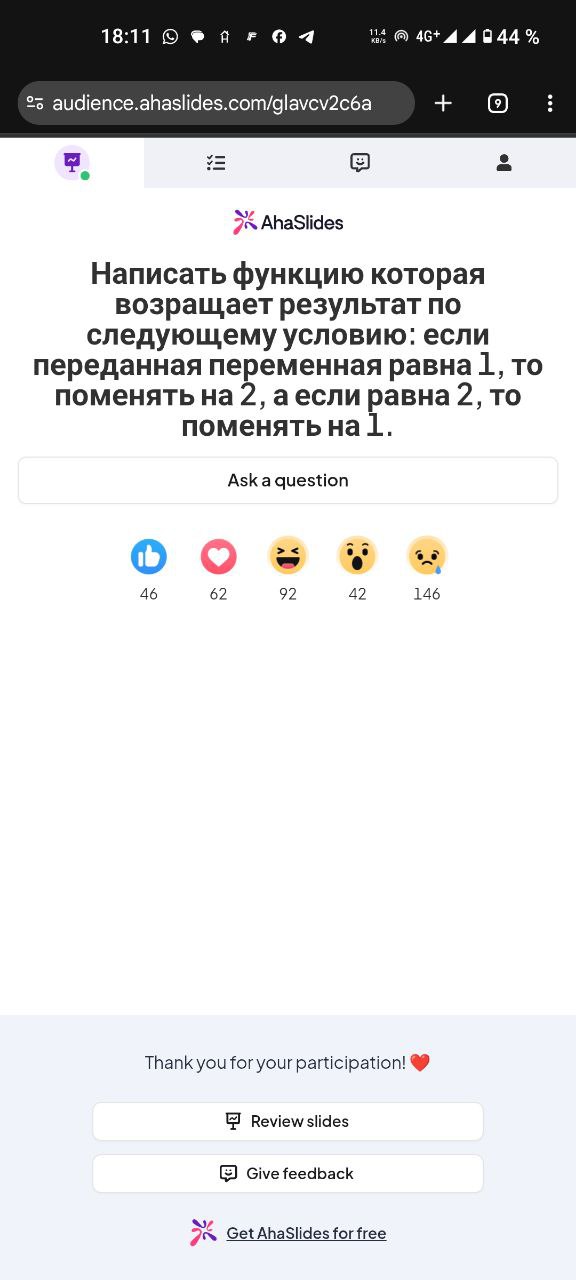 18:11
11.4
KB/s
4G+
44 %
audience.ahaslides.com/glavcv2c6a
9
AhaSlides
Написать функцию которая
возращает результат по
следующему условию: если
переданная переменная равна 1, то
поменять на 2, а если равна 2, то
поменять на 1.
Ask a question
46 62 92 42 146
Thank you for your participation! ❤️
Review slides
Give feedback
Get AhaSlides for free